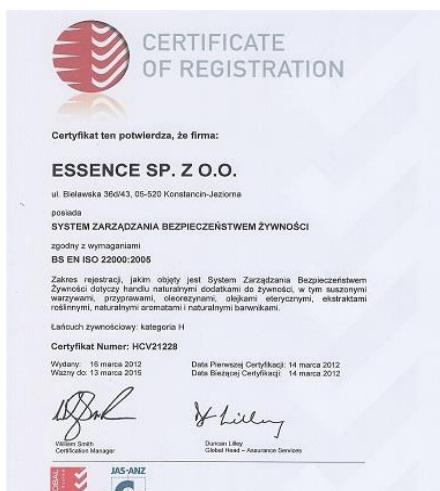 CERTIFICATE
OF REGISTRATION
Certyfikat ten potwierdza, że firma:
ESSENCE SP. Z O.O.
ul. Bielawska 36d/43, 05-520 Konstancin-Jeziorna
posiada
SYSTEM ZARZĄDZANIA BEZPIECZEŃSTWEM ŻYWNOŚCI
zgodny z wymaganiami
BS EN ISO 22000:2005
Zakres rejestracji, jakim objęty jest System Zarządzania Bezpieczeństwem
Żywności dotyczy handlu naturalnymi dodatkami do żywności, w tym suszonymi
warzywami, przyprawami, oleorezynami, olejkami eterycznymi, ekstraktami
roślinnymi, naturalnymi aromatami i naturalnymi barwnikami.
Łańcuch żywnościowy: kategoria H
Certyfikat Numer: HCV21228
Wydany: 16 marca 2012 Data Pierwszej Certyfikacji: 14 marca 2012
Ważny do: 13 marca 2015 Data Bieżącej Certyfikacji: 14 marca 2012
William Smith Duncan Lilley
Certification Manager Global Head – Assurance Services
JAS-ANZ